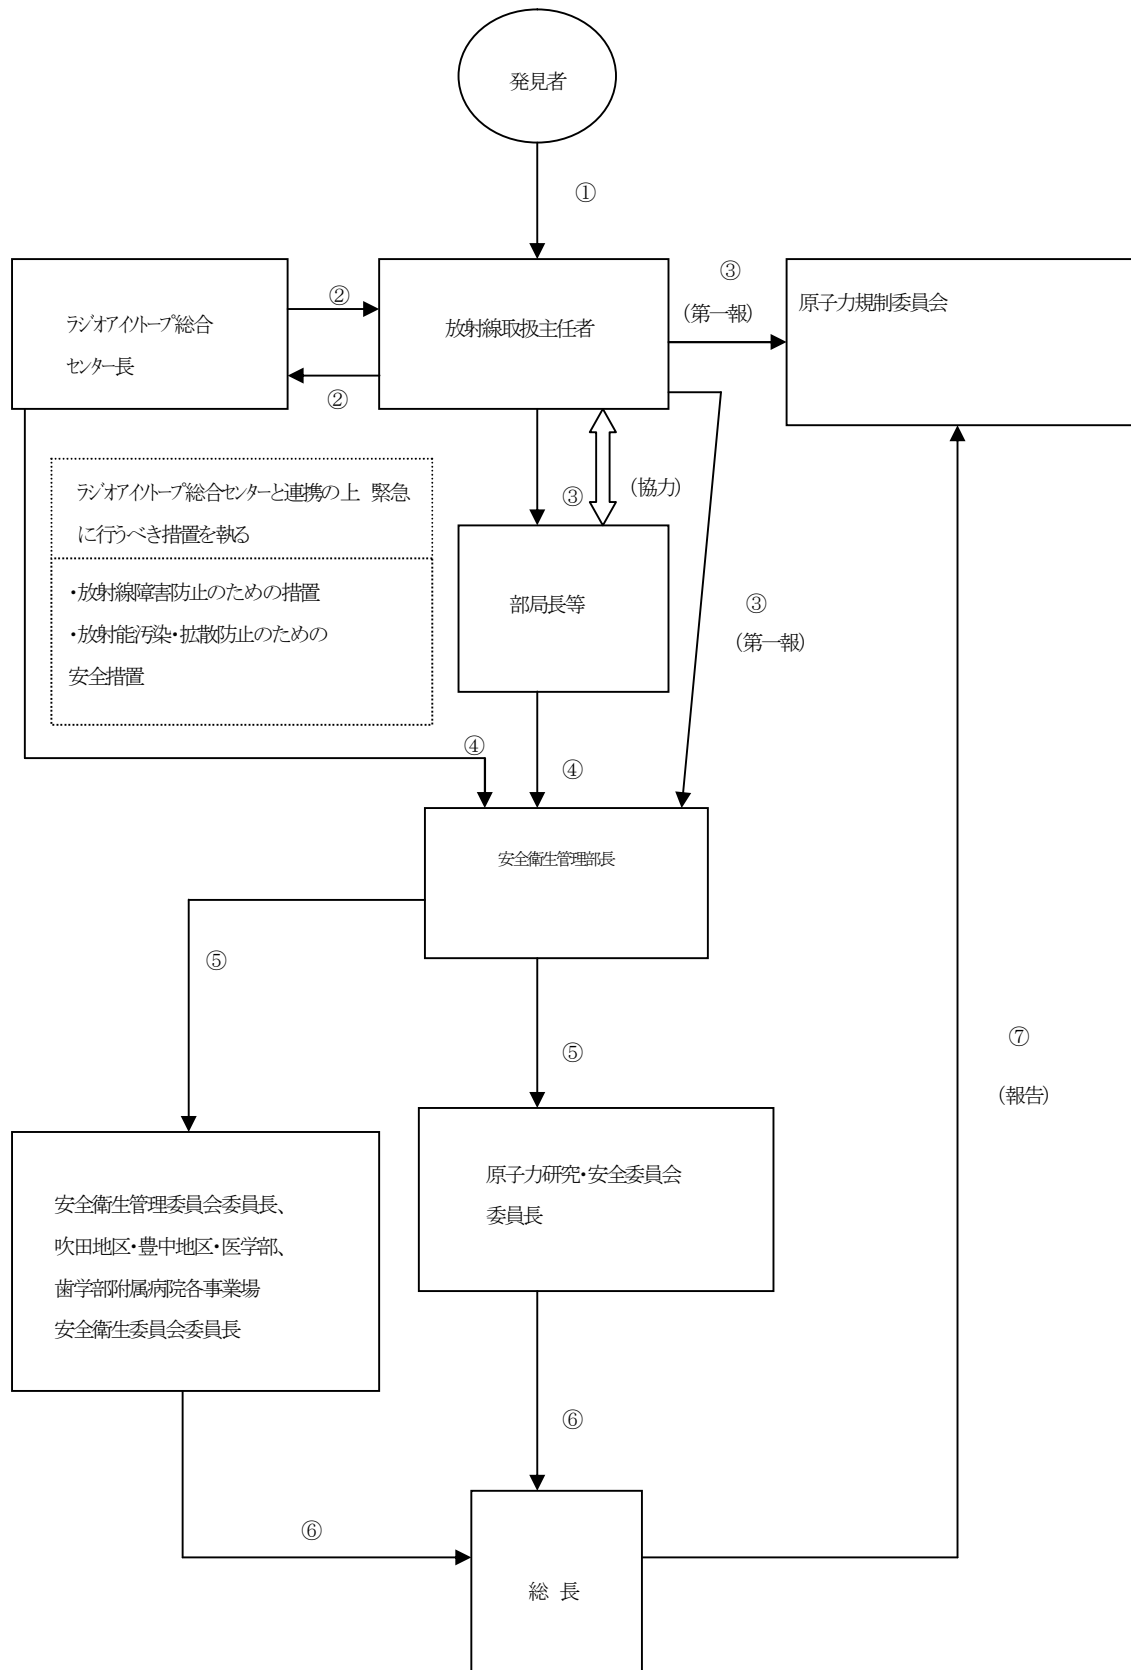 発見者
①
ラジオアイソトープ総合
センター長
②
②
放射線取扱主任者
③
(第一報)
原子力規制委員会
ラジオアイソトープ総合センターと連携の上 緊急
に行うべき措置を執る
・放射線障害防止のための措置
・放射能汚染・拡散防止のための
安全措置
③
(協力)
部局長等
③
(第一報)
④
④
安全衛生管理部長
⑤
⑤
⑦
(報告)
安全衛生管理委員会委員長、
吹田地区・豊中地区・医学部、
歯学部附属病院各事業場
安全衛生委員会委員長
原子力研究・安全委員会
委員長
⑥
⑥
総 長